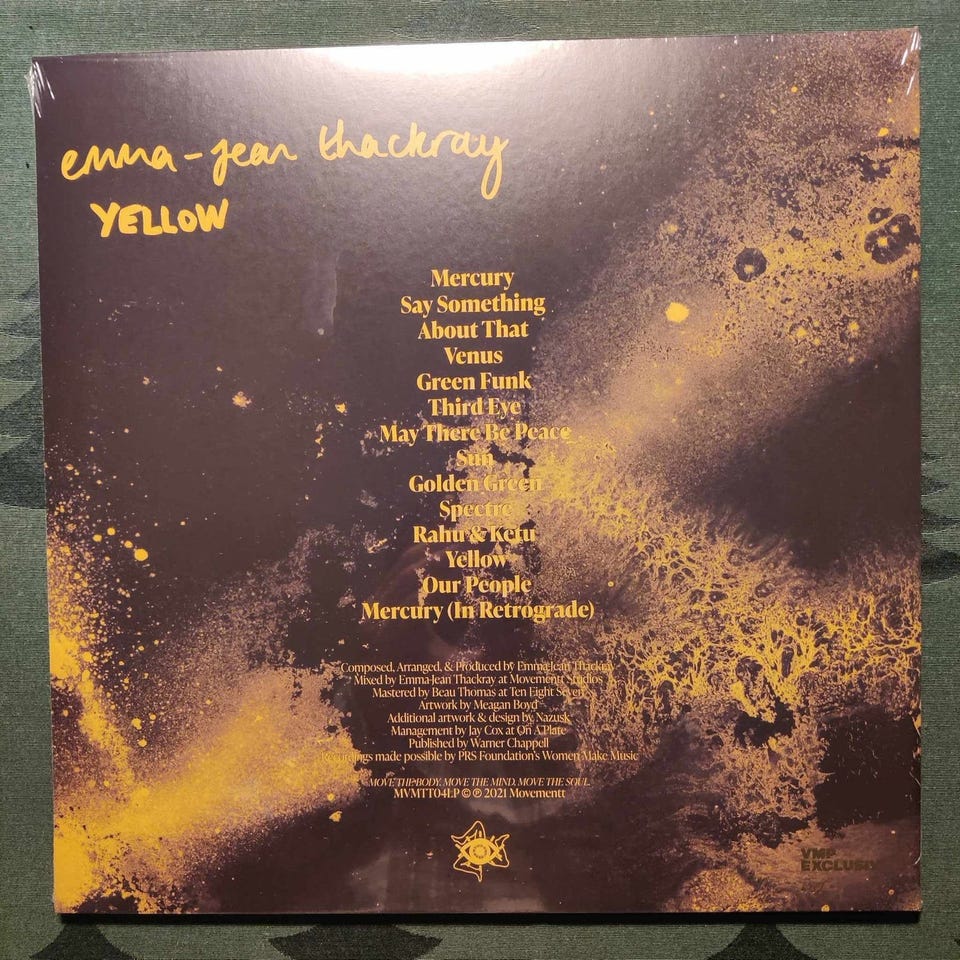 emma-jean thackray
YELLOW
Mercury
Say Something
About That
Venus
Green Funk
Third Eye
May There Be Peace
Sun
Golden Green
Spectre
Rahu & Ketu
Yellow
Our People
Mercury (In Retrograde)
Composed, Arranged, & Produced by Emma-Jean Thackray
Mixed by Emma-Jean Thackray at Movementt Studios
Mastered by Beau Thomas at Ten Eight Seven
Artwork by Meagan Boyd
Additional artwork & design by Nazusk
Management by Jay Cox at On A Plate
Published by Warner Chappell
Recordings made possible by PRS Foundation's Women Make Music
MOVE THE BODY. MOVE THE MIND. MOVE THE SOUL.
MVMTT04LP © ℗ 2021 Movementt
VMP
EXCLUSIVE